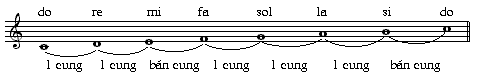 do re mi fa sol la si do
1 cung 1 cung bán cung 1 cung 1 cung 1 cung bán cung